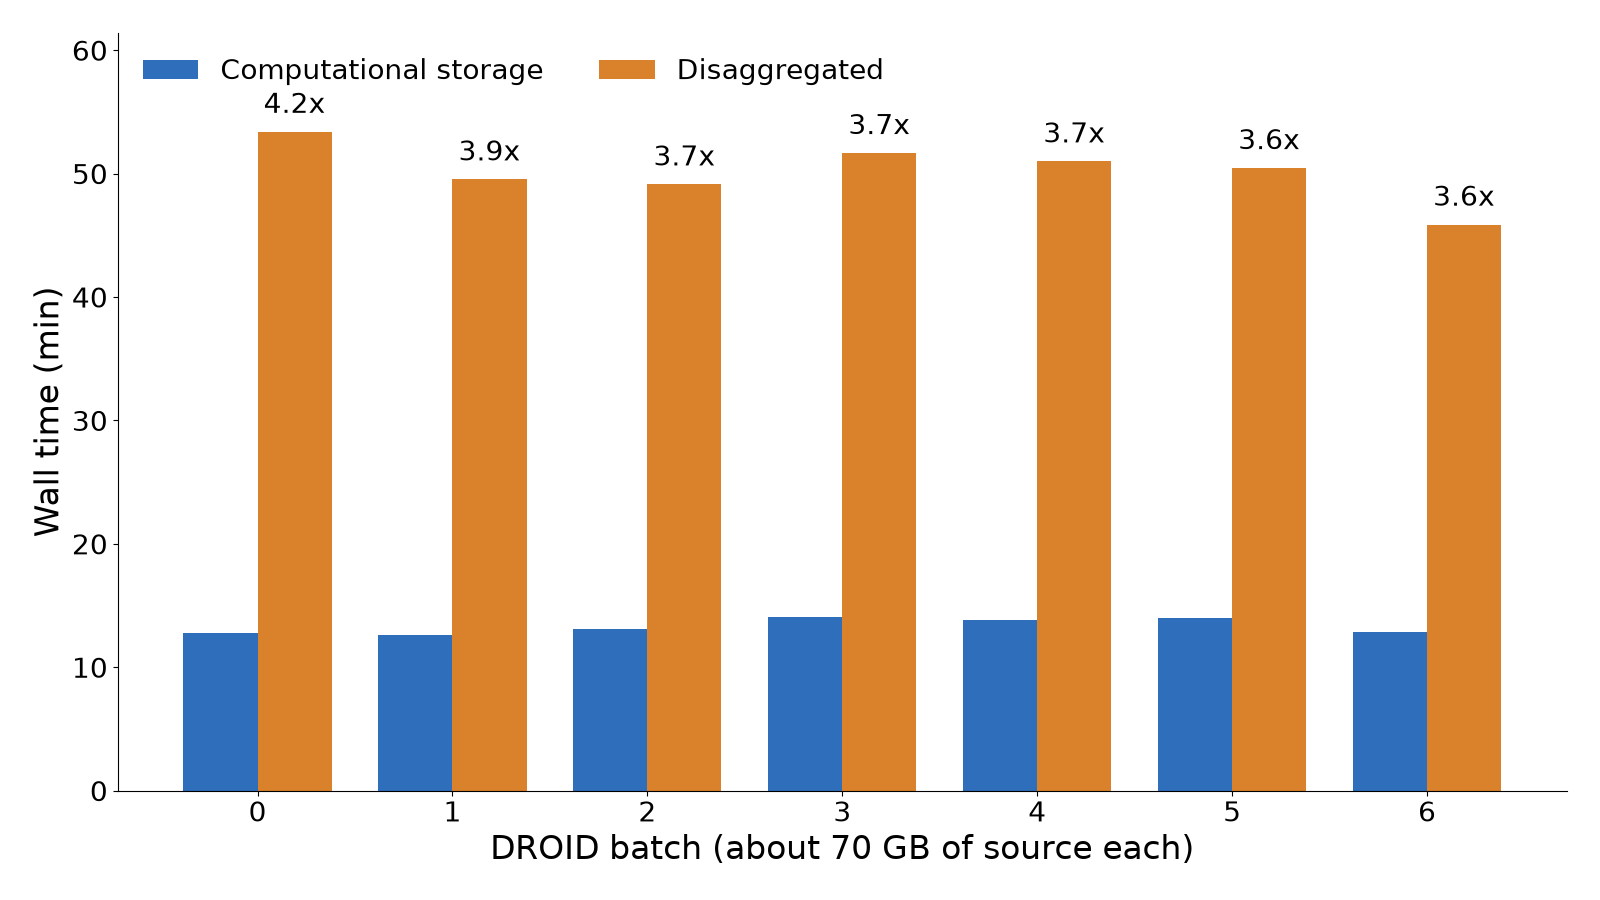 Computational storage
Disaggregated
4.2x
3.9x
3.7x
3.7x
3.7x
3.6x
3.6x
Wall time (min)
60
50
40
30
20
10
0
0
1
2
3
4
5
6
DROID batch (about 70 GB of source each)